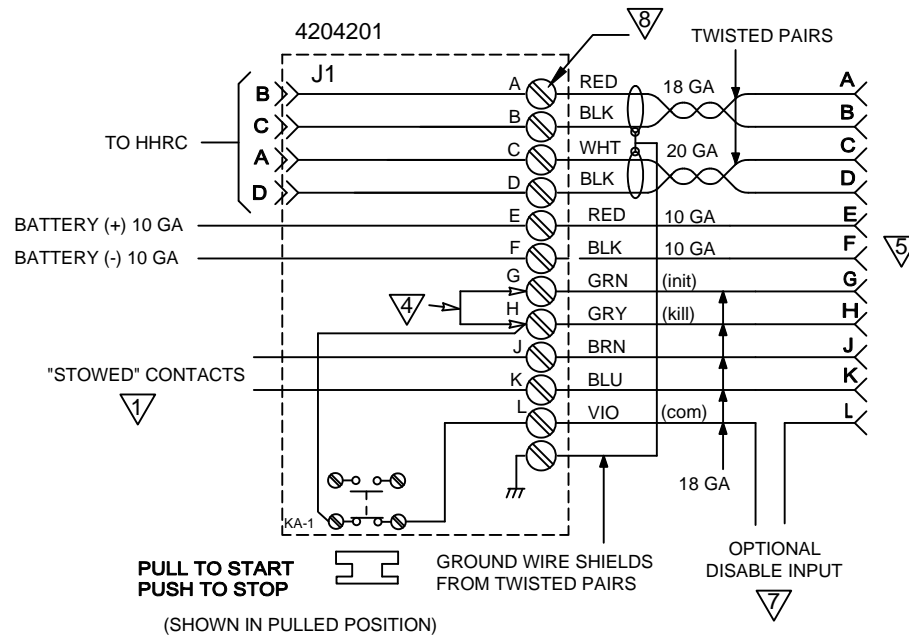 4204201
8
TWISTED PAIRS
J1
TO HHRC
B A RED 18 GA A
C B BLK B
A C WHT 20 GA C
D D BLK D
BATTERY (+) 10 GA E RED 10 GA E
BATTERY (-) 10 GA F BLK 10 GA F
5
G GRN (init) G
4
H GRY (kill) H
J BRN J
"STOWED" CONTACTS
1
K BLU K
L VIO (com) L
18 GA
KA-1
PULL TO START
PUSH TO STOP
(SHOWN IN PULLED POSITION)
GROUND WIRE SHIELDS
FROM TWISTED PAIRS
OPTIONAL
DISABLE INPUT
7